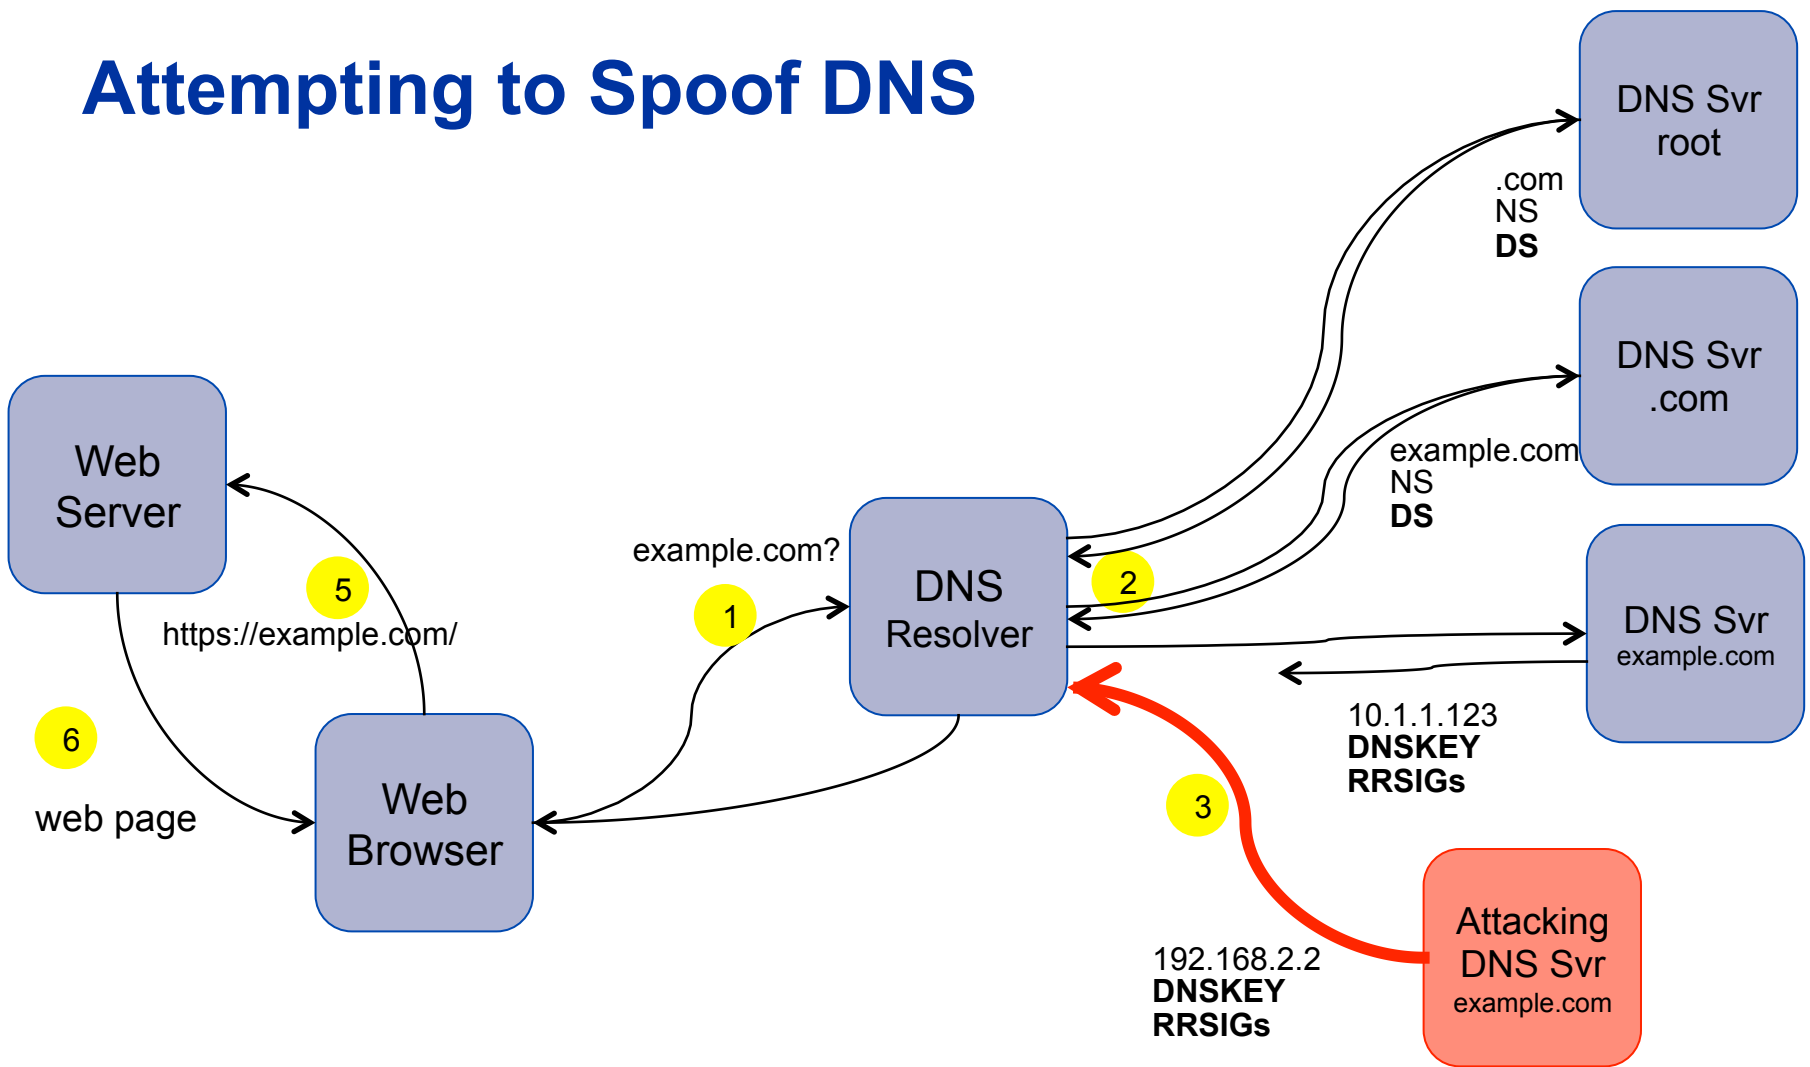 Attempting to Spoof DNS
DNS Svr
root
.com
NS
DS
DNS Svr
.com
example.com
NS
DS
Web
Server
5
https://example.com/
example.com?
1
DNS
Resolver
2
DNS Svr
example.com
10.1.1.123
DNSKEY
RRSIGs
6
web page
Web
Browser
3
192.168.2.2
DNSKEY
RRSIGs
Attacking
DNS Svr
example.com